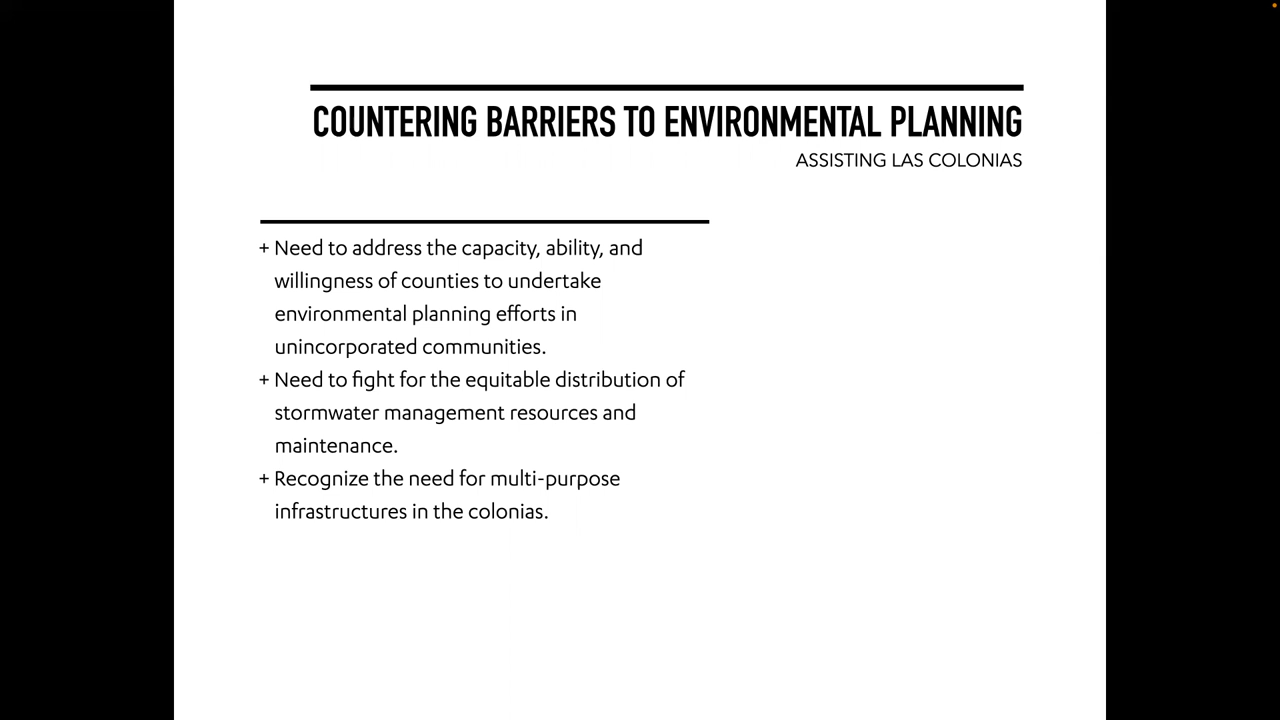 COUNTERING BARRIERS TO ENVIRONMENTAL PLANNING
ASSISTING LAS COLONIAS
+ Need to address the capacity, ability, and
willingness of counties to undertake
environmental planning efforts in
unincorporated communities.
+ Need to fight for the equitable distribution of
stormwater management resources and
maintenance.
+ Recognize the need for multi-purpose
infrastructures in the colonias.